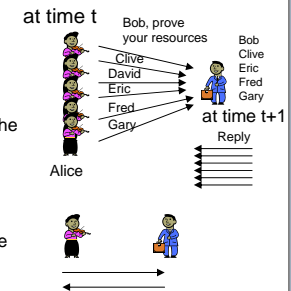 at time t
Bob, prove
your resources
Clive
David
Eric
Fred
Gary
Bob
Clive
Eric
Fred
Gary
at time t+1
Reply
he
Alice
e